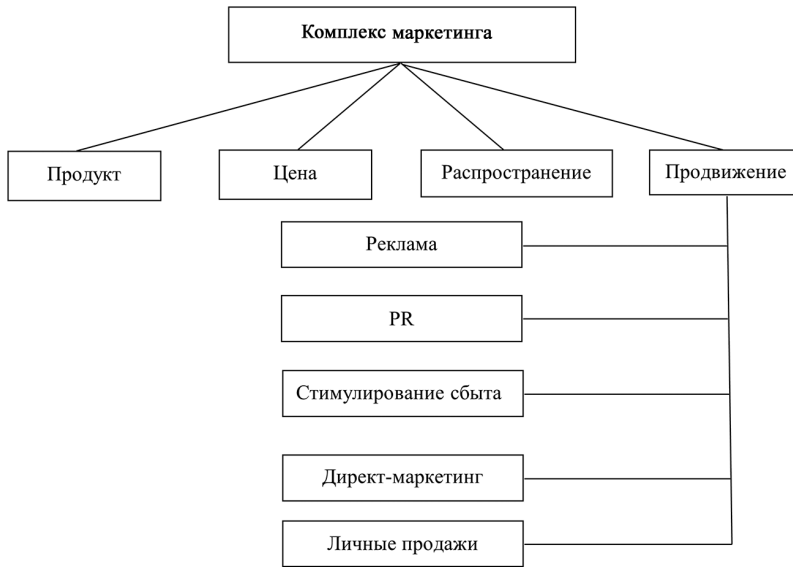 Комплекс маркетинга
Продукт
Цена
Распространение
Продвижение
Реклама
PR
Стимулирование сбыта
Директ-маркетинг
Личные продажи